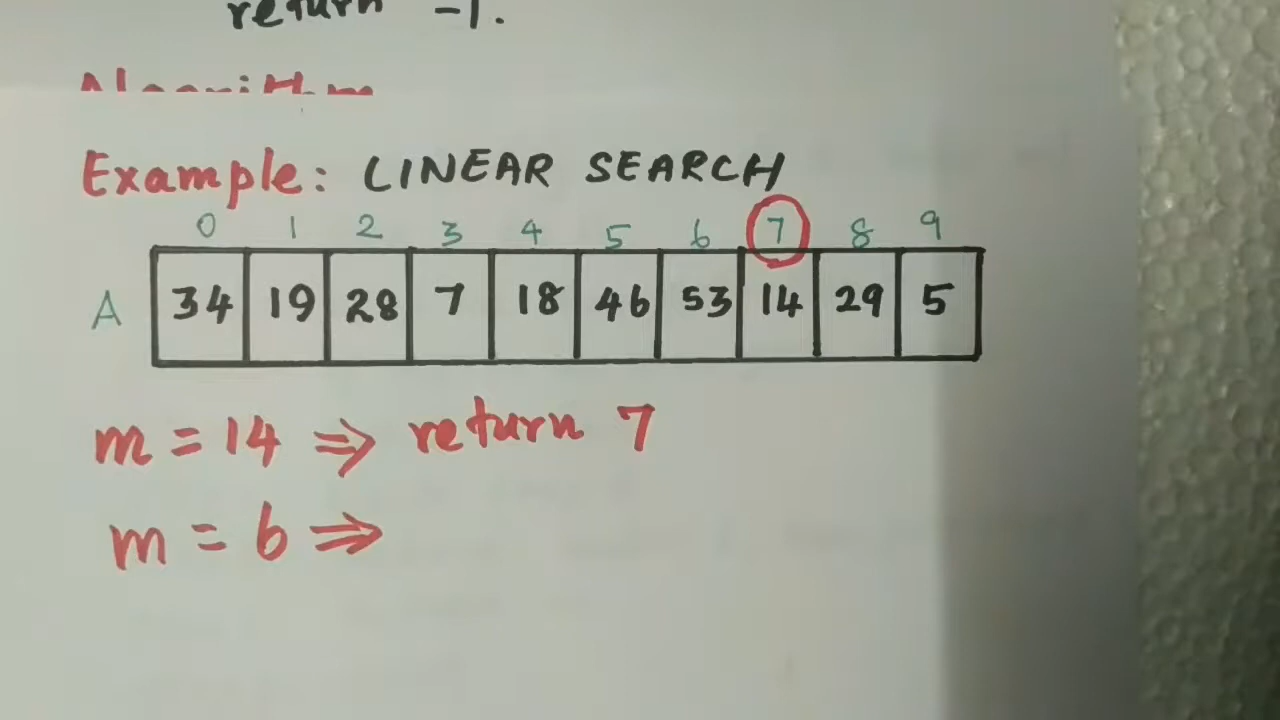 return -1.
Algorithm
Example: LINEAR SEARCH
0 1 2 3 4 5 6 7 8 9
A 34 19 28 7 18 46 53 14 29 5
m = 14 ⇒ return 7
m = 6 ⇒